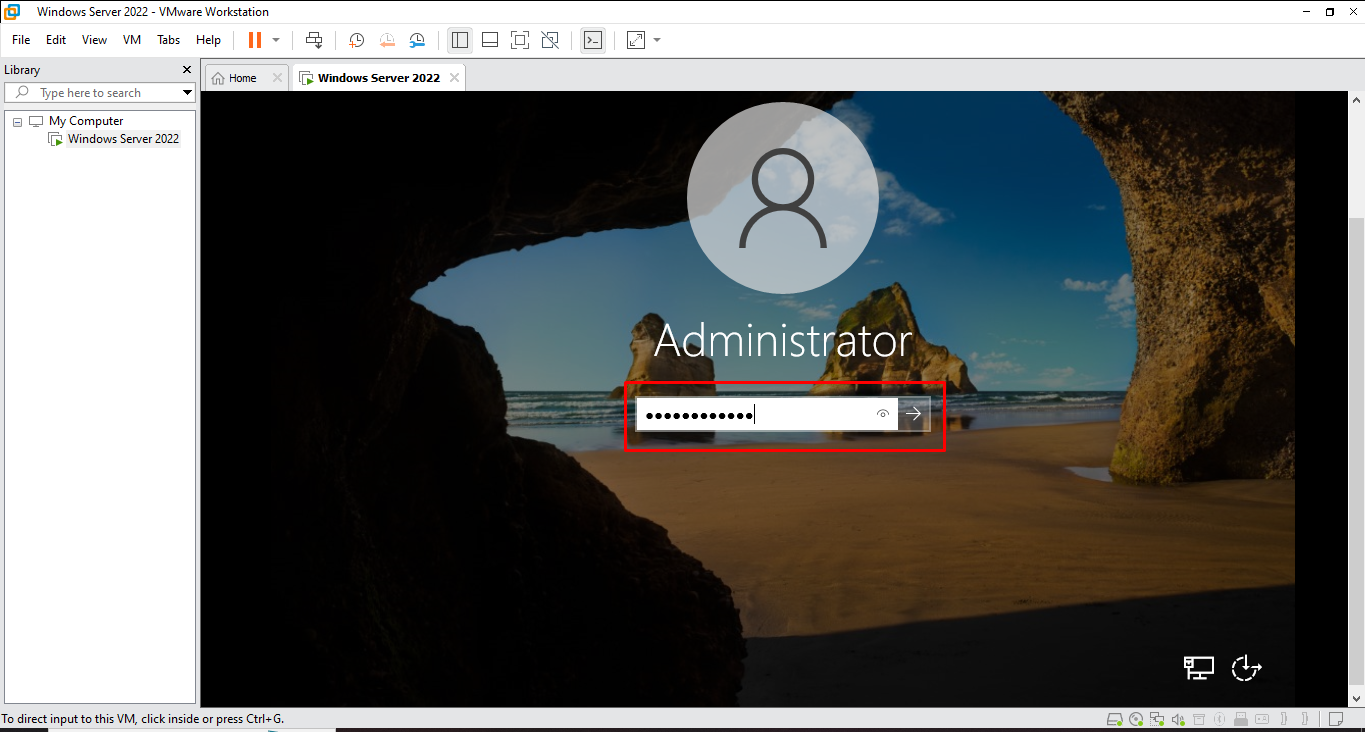 Windows Server 2022 - VMware Workstation
File Edit View VM Tabs Help
Library
Type here to search
My Computer
Windows Server 2022
Home
Windows Server 2022
Administrator
To direct input to this VM, click inside or press Ctrl+G.